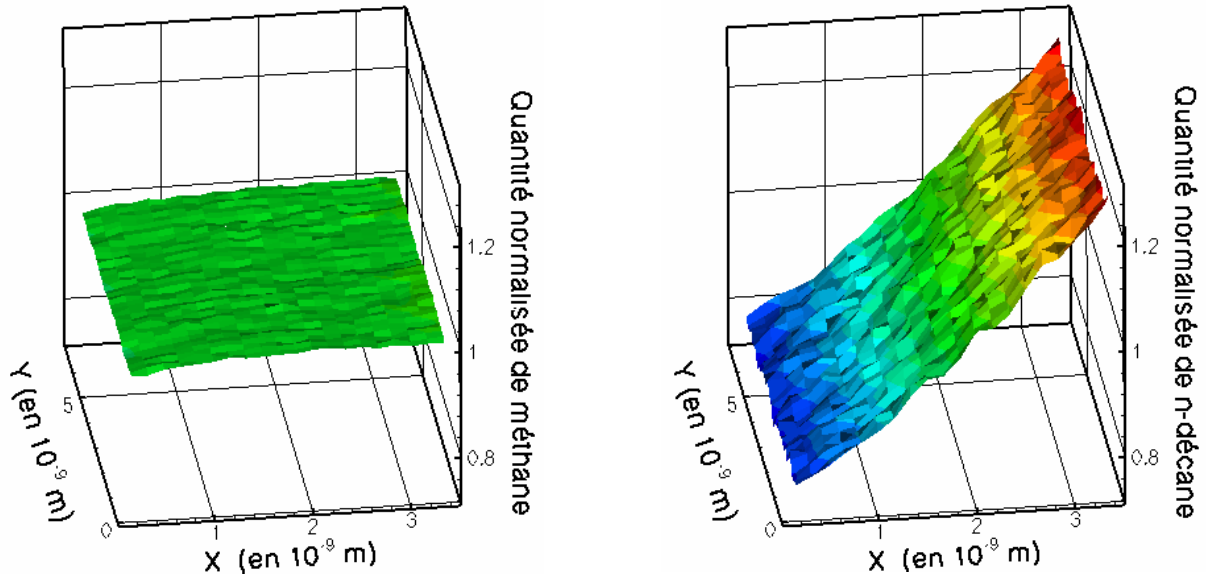 Quantité normalisée de méthane
1.2
1
0.8
Y (en 10⁻⁹ m)
5
0
1
2
3
X (en 10⁻⁹ m)
Quantité normalisée de n-décane
1.2
1
0.8
Y (en 10⁻⁹ m)
5
0
1
2
3
X (en 10⁻⁹ m)